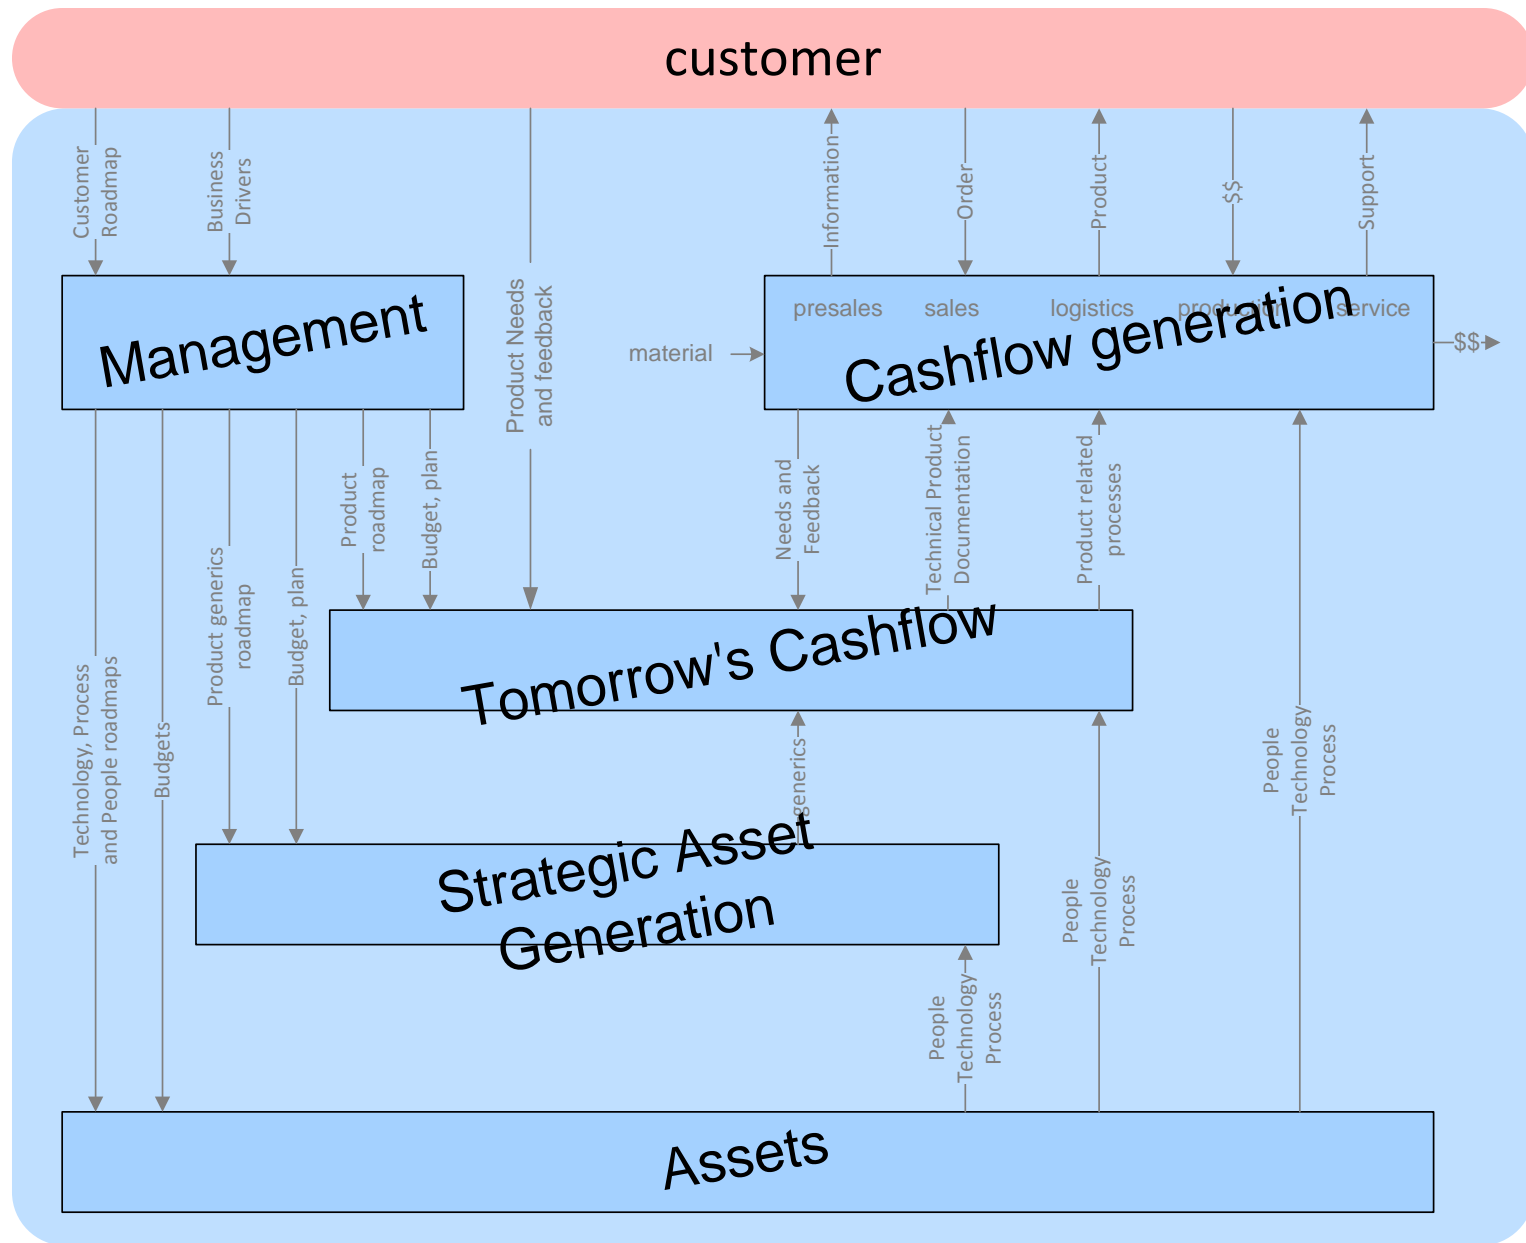 customer
Customer
Roadmap
Business
Drivers
Information
Order
Product
$$
Support
Management
Product Needs
and feedback
presales
sales
logistics
production
service
Cashflow generation
material
$$
Technology, Process
and People roadmaps
Budgets
Product generics
roadmap
Budget, plan
Product
roadmap
Budget, plan
Needs and
Feedback
Technical Product
Documentation
Product related
processes
People
Technology
Process
Tomorrow's Cashflow
generics
People
Technology
Process
Strategic Asset
Generation
People
Technology
Process
Assets